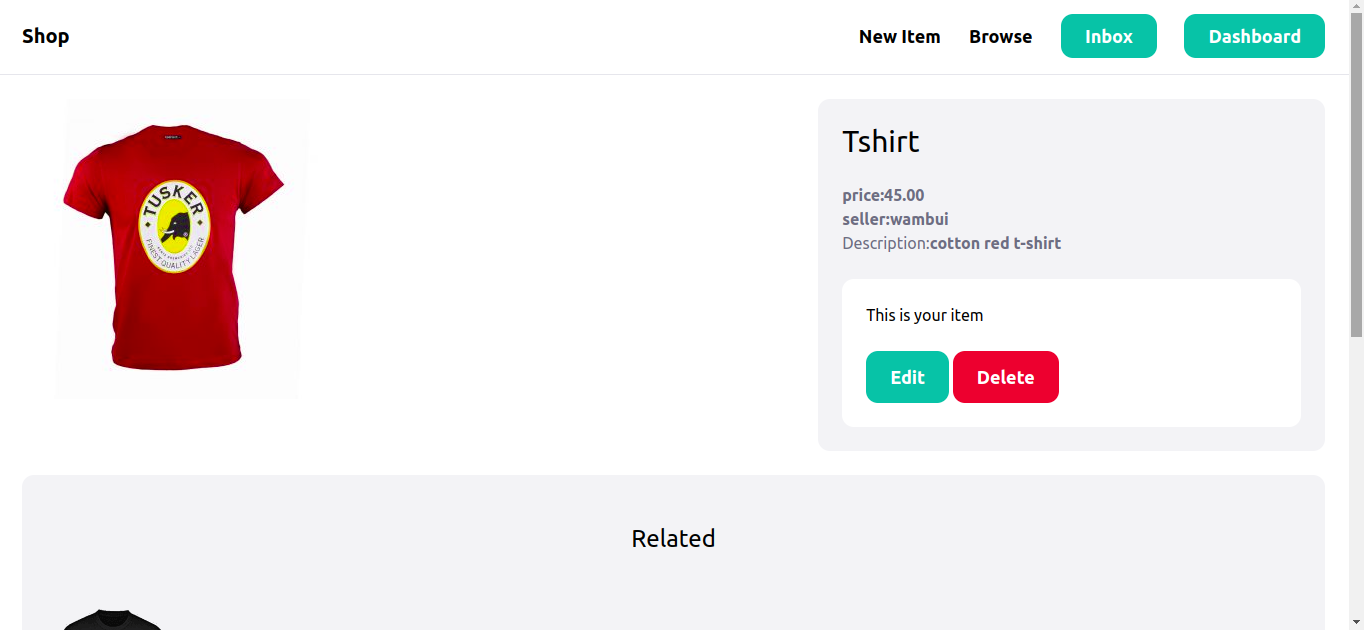 Shop
New Item
Browse
Inbox
Dashboard
TUSKER
FINEST QUALITY LAGER
Tshirt
price:45.00
seller:wambui
Description:cotton red t-shirt
This is your item
Edit
Delete
Related